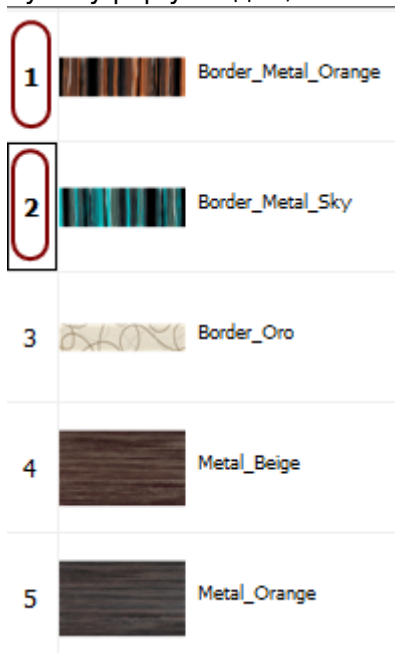 1 Border_Metal_Orange
2 Border_Metal_Sky
3 Border_Oro
4 Metal_Beige
5 Metal_Orange